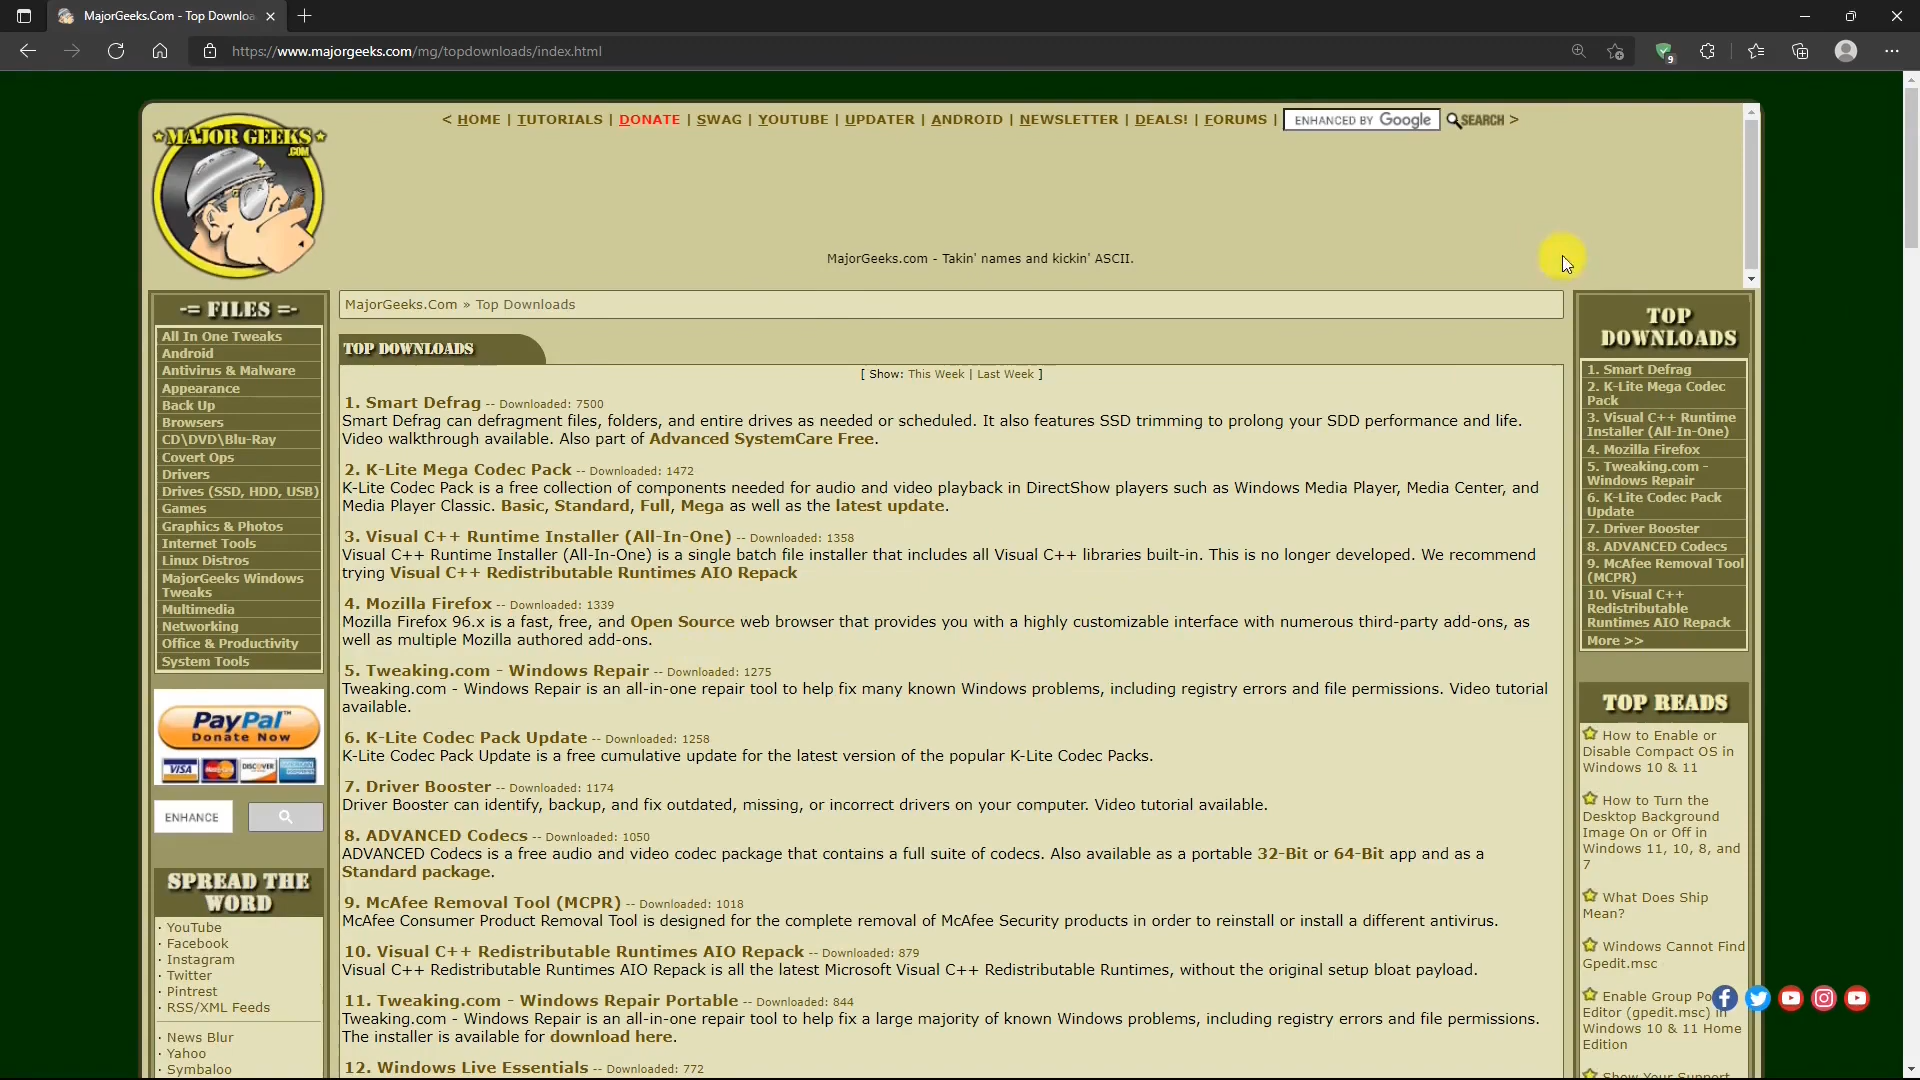 MajorGeeks.Com - Top Downloa
https://www.majorgeeks.com/mg/topdownloads/index.html
9
MAJOR GEEKS
.COM
< HOME | TUTORIALS | DONATE | SWAG | YOUTUBE | UPDATER | ANDROID | NEWSLETTER | DEALS! | FORUMS | ENHANCED BY Google SEARCH >
MajorGeeks.com - Takin' names and kickin' ASCII.
-= FILES =-
All In One Tweaks
Android
Antivirus & Malware
Appearance
Back Up
Browsers
CD\DVD\Blu-Ray
Covert Ops
Drivers
Drives (SSD, HDD, USB)
Games
Graphics & Photos
Internet Tools
Linux Distros
MajorGeeks Windows
Tweaks
Multimedia
Networking
Office & Productivity
System Tools
PayPal™
Donate Now
VISA MasterCard DISCOVER
ENHANCE
SPREAD THE
WORD
· YouTube
· Facebook
· Instagram
· Twitter
· Pintrest
· RSS/XML Feeds
· News Blur
· Yahoo
· Symbaloo
MajorGeeks.Com » Top Downloads
TOP DOWNLOADS
[ Show: This Week | Last Week ]
1. Smart Defrag -- Downloaded: 7500
Smart Defrag can defragment files, folders, and entire drives as needed or scheduled. It also features SSD trimming to prolong your SDD performance and life.
Video walkthrough available. Also part of Advanced SystemCare Free.
2. K-Lite Mega Codec Pack -- Downloaded: 1472
K-Lite Codec Pack is a free collection of components needed for audio and video playback in DirectShow players such as Windows Media Player, Media Center, and
Media Player Classic. Basic, Standard, Full, Mega as well as the latest update.
3. Visual C++ Runtime Installer (All-In-One) -- Downloaded: 1358
Visual C++ Runtime Installer (All-In-One) is a single batch file installer that includes all Visual C++ libraries built-in. This is no longer developed. We recommend
trying Visual C++ Redistributable Runtimes AIO Repack
4. Mozilla Firefox -- Downloaded: 1339
Mozilla Firefox 96.x is a fast, free, and Open Source web browser that provides you with a highly customizable interface with numerous third-party add-ons, as
well as multiple Mozilla authored add-ons.
5. Tweaking.com - Windows Repair -- Downloaded: 1275
Tweaking.com - Windows Repair is an all-in-one repair tool to help fix many known Windows problems, including registry errors and file permissions. Video tutorial
available.
6. K-Lite Codec Pack Update -- Downloaded: 1258
K-Lite Codec Pack Update is a free cumulative update for the latest version of the popular K-Lite Codec Packs.
7. Driver Booster -- Downloaded: 1174
Driver Booster can identify, backup, and fix outdated, missing, or incorrect drivers on your computer. Video tutorial available.
8. ADVANCED Codecs -- Downloaded: 1050
ADVANCED Codecs is a free audio and video codec package that contains a full suite of codecs. Also available as a portable 32-Bit or 64-Bit app and as a
Standard package.
9. McAfee Removal Tool (MCPR) -- Downloaded: 1018
McAfee Consumer Product Removal Tool is designed for the complete removal of McAfee Security products in order to reinstall or install a different antivirus.
10. Visual C++ Redistributable Runtimes AIO Repack -- Downloaded: 879
Visual C++ Redistributable Runtimes AIO Repack is all the latest Microsoft Visual C++ Redistributable Runtimes, without the original setup bloat payload.
11. Tweaking.com - Windows Repair Portable -- Downloaded: 844
Tweaking.com - Windows Repair is an all-in-one repair tool to help fix a large majority of known Windows problems, including registry errors and file permissions.
The installer is available for download here.
12. Windows Live Essentials -- Downloaded: 772
TOP
DOWNLOADS
1. Smart Defrag
2. K-Lite Mega Codec
Pack
3. Visual C++ Runtime
Installer (All-In-One)
4. Mozilla Firefox
5. Tweaking.com -
Windows Repair
6. K-Lite Codec Pack
Update
7. Driver Booster
8. ADVANCED Codecs
9. McAfee Removal Tool
(MCPR)
10. Visual C++
Redistributable
Runtimes AIO Repack
More >>
TOP READS
How to Enable or
Disable Compact OS in
Windows 10 & 11
How to Turn the
Desktop Background
Image On or Off in
Windows 11, 10, 8, and
7
What Does Ship
Mean?
Windows Cannot Find
Gpedit.msc
Enable Group Po
Editor (gpedit.msc) in
Windows 10 & 11 Home
Edition
Show Your Support